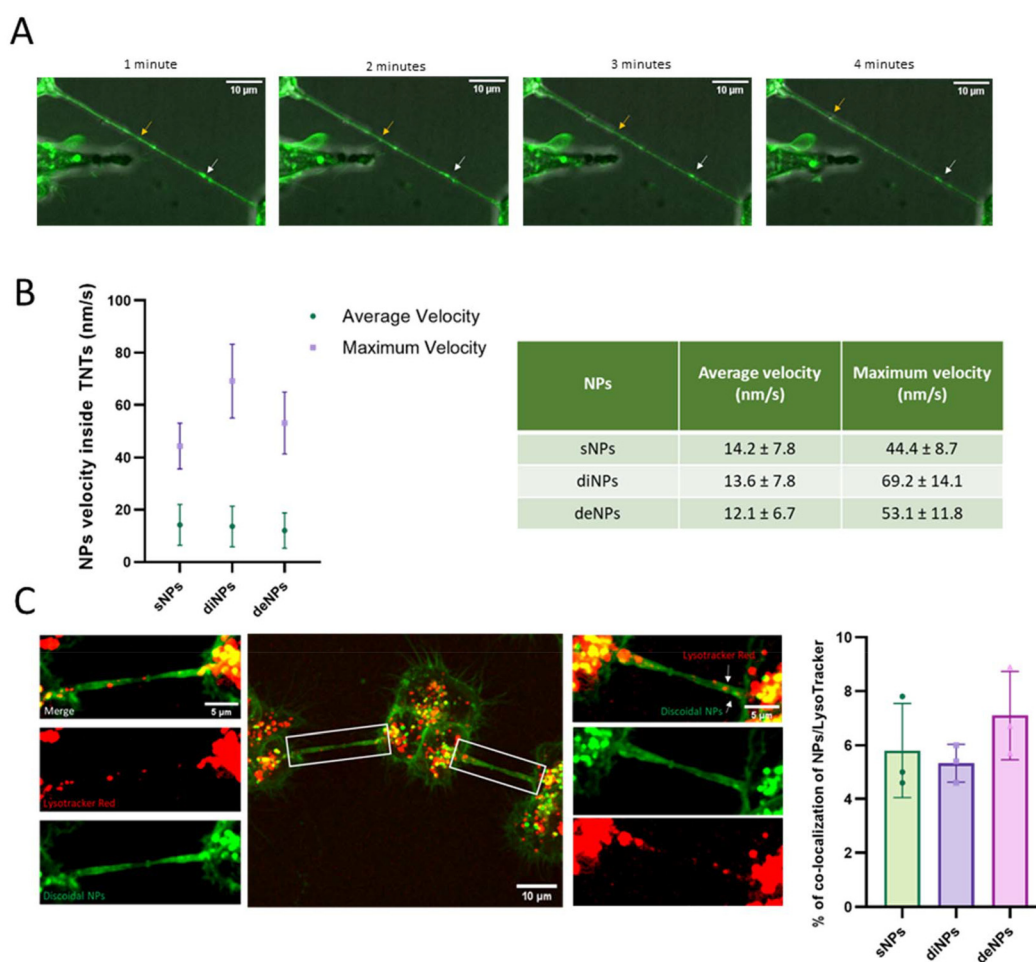 A
1 minute
2 minutes
3 minutes
4 minutes
10 µm
10 µm
10 µm
10 µm
B
NPs velocity inside TNTs (nm/s)
100
80
60
40
20
0
sNPs
diNPs
deNPs
Average Velocity
Maximum Velocity
NPs Average velocity (nm/s) Maximum velocity (nm/s)
sNPs 14.2 ± 7.8 44.4 ± 8.7
diNPs 13.6 ± 7.8 69.2 ± 14.1
deNPs 12.1 ± 6.7 53.1 ± 11.8
C
Merge
5 µm
Lysotracker Red
Discoidal NPs
10 µm
Lysotracker Red
Discoidal NPs
5 µm
% of co-localization of NPs/LysoTracker
10
8
6
4
2
0
sNPs
diNPs
deNPs